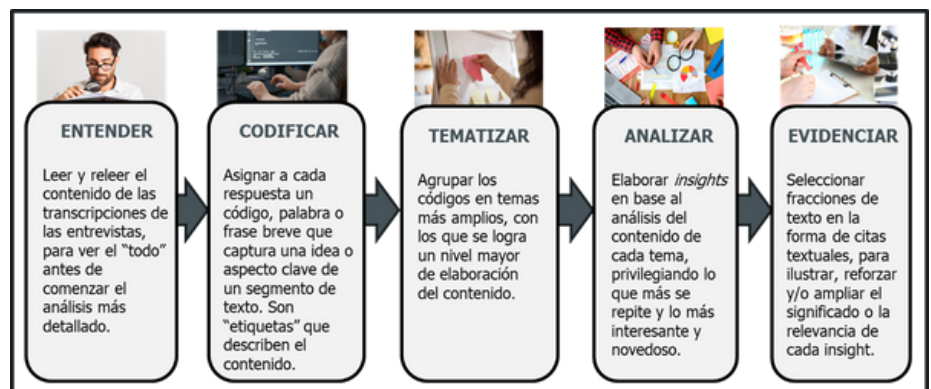 ENTENDER
Leer y releer el
contenido de las
transcripciones de
las entrevistas,
para ver el “todo”
antes de
comenzar el
análisis más
detallado.
CODIFICAR
Asignar a cada
respuesta un
código, palabra o
frase breve que
captura una idea o
aspecto clave de
un segmento de
texto. Son
“etiquetas” que
describen el
contenido.
TEMATIZAR
Agrupar los
códigos en temas
más amplios, con
los que se logra
un nivel mayor
de elaboración
del contenido.
ANALIZAR
Elaborar insights
en base al
análisis del
contenido de
cada tema,
privilegiando lo
que más se
repite y lo más
interesante y
novedoso.
EVIDENCIAR
Seleccionar
fracciones de
texto en la
forma de citas
textuales, para
ilustrar, reforzar
y/o ampliar el
significado o la
relevancia de
cada insight.